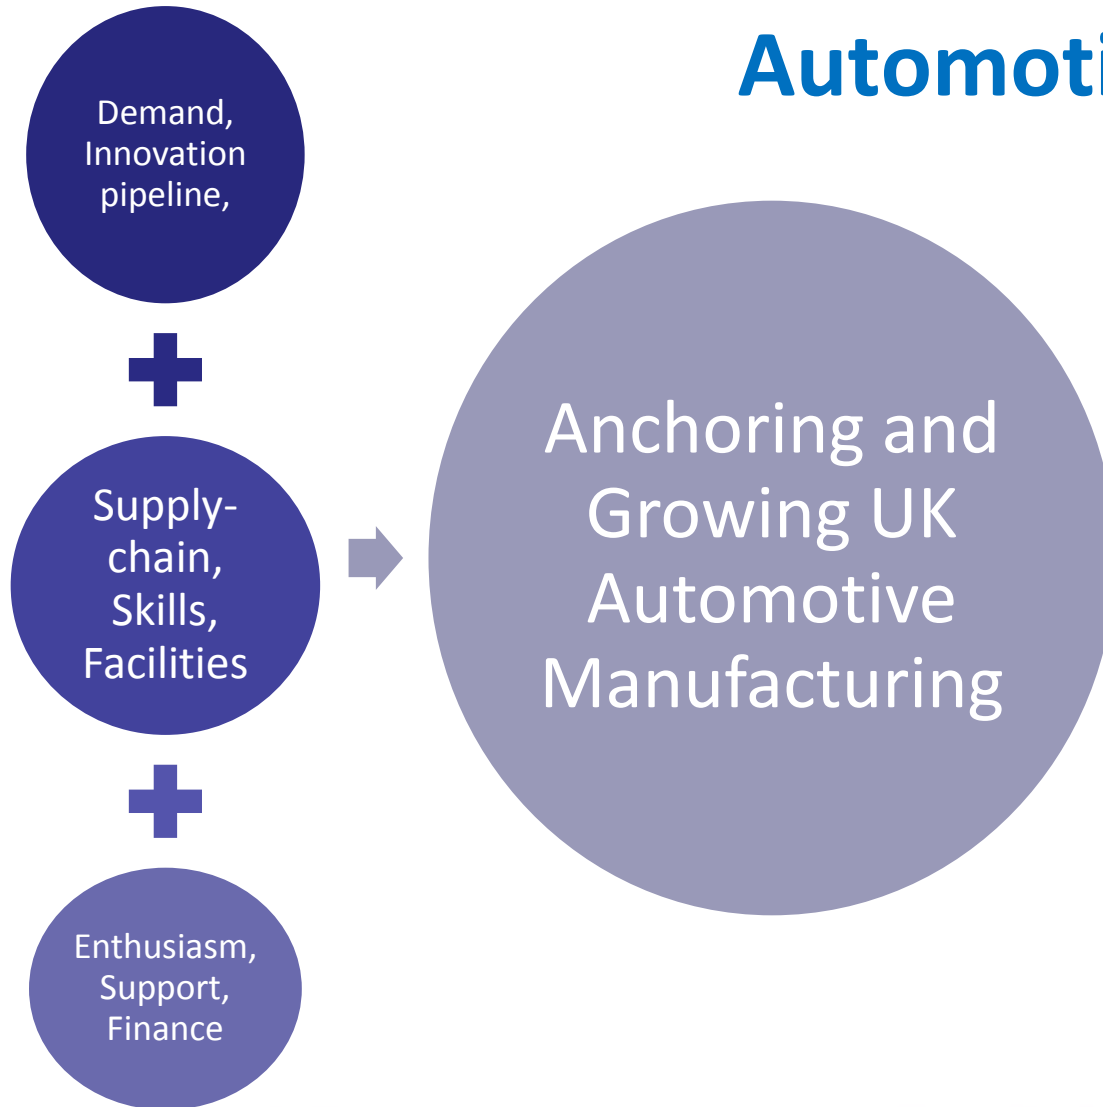 Automoti
Demand,
Innovation
pipeline,
Supply-
chain,
Skills,
Facilities
Enthusiasm,
Support,
Finance
Anchoring and
Growing UK
Automotive
Manufacturing